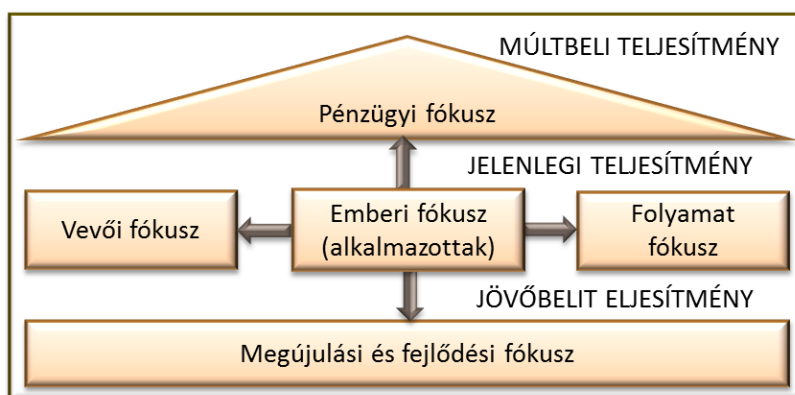 MÚLTBELI TELJESÍTMÉNY
Pénzügyi fókusz
JELENLEGI TELJESÍTMÉNY
Vevői fókusz
Emberi fókusz
(alkalmazottak)
Folyamat
fókusz
JÖVŐBELIT ELJESÍTMÉNY
Megújulási és fejlődési fókusz